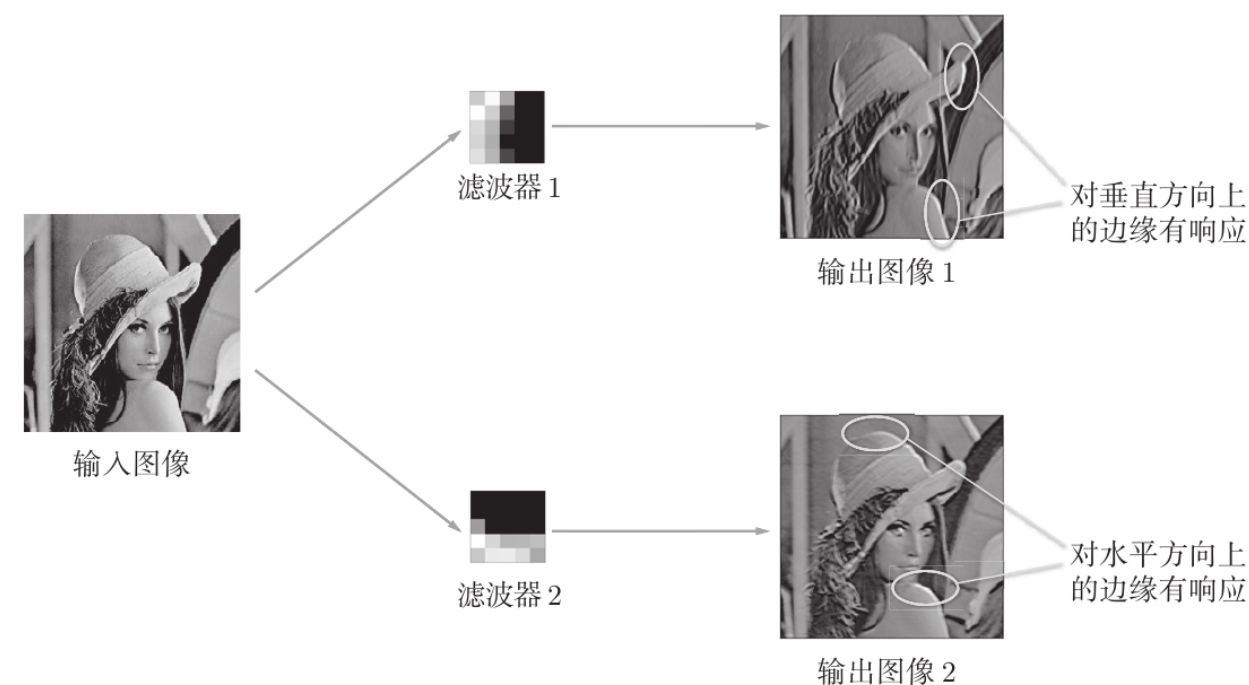 滤波器 1
对垂直方向上
的边缘有响应
输出图像 1
输入图像
滤波器 2
对水平方向上
的边缘有响应
输出图像 2